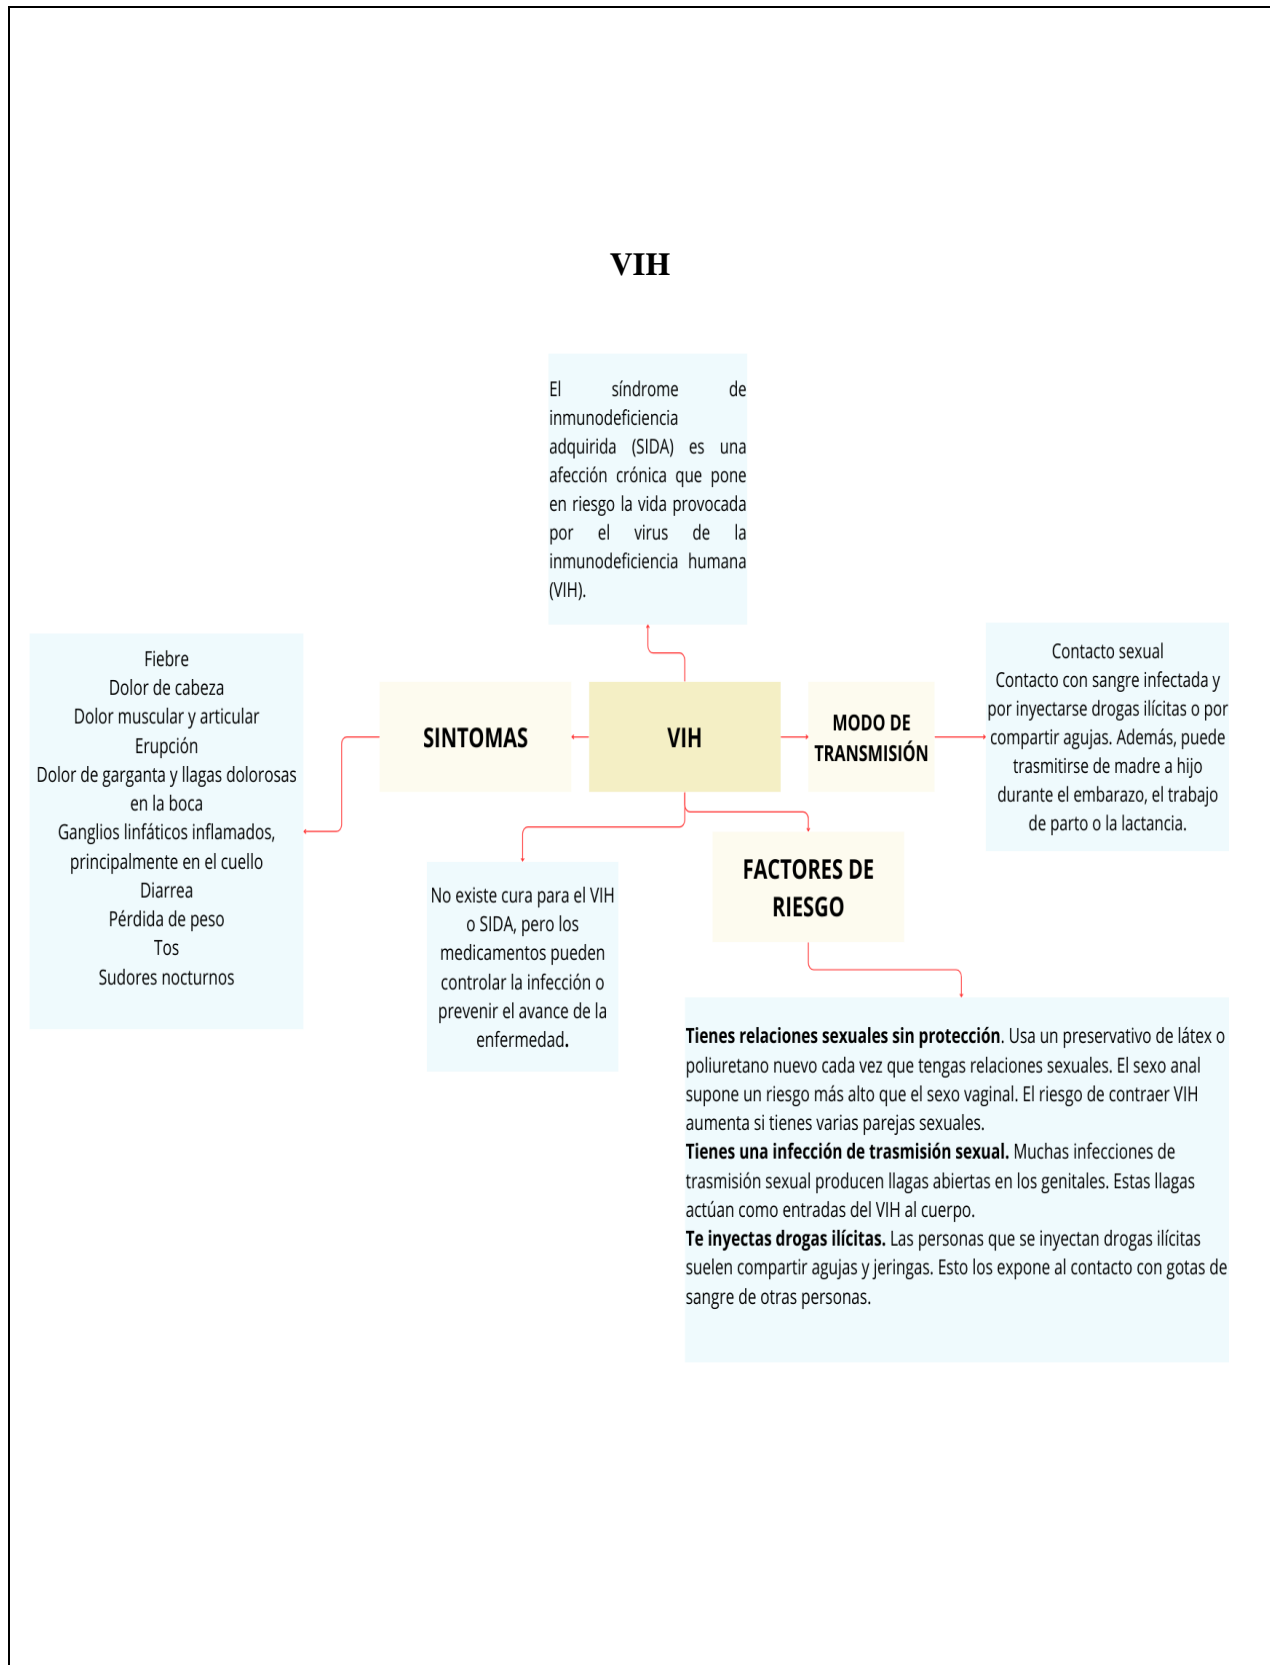 VIH
El síndrome de
inmunodeficiencia
adquirida (SIDA) es una
afección crónica que pone
en riesgo la vida provocada
por el virus de la
inmunodeficiencia humana
(VIH).
Fiebre
Dolor de cabeza
Dolor muscular y articular
Erupción
Dolor de garganta y llagas dolorosas
en la boca
Ganglios linfáticos inflamados,
principalmente en el cuello
Diarrea
Pérdida de peso
Tos
Sudores nocturnos
SINTOMAS
VIH
MODO DE
TRANSMISIÓN
Contacto sexual
Contacto con sangre infectada y
por inyectarse drogas ilícitas o por
compartir agujas. Además, puede
trasmitirse de madre a hijo
durante el embarazo, el trabajo
de parto o la lactancia.
No existe cura para el VIH
o SIDA, pero los
medicamentos pueden
controlar la infección o
prevenir el avance de la
enfermedad.
FACTORES DE
RIESGO
Tienes relaciones sexuales sin protección. Usa un preservativo de látex o
poliuretano nuevo cada vez que tengas relaciones sexuales. El sexo anal
supone un riesgo más alto que el sexo vaginal. El riesgo de contraer VIH
aumenta si tienes varias parejas sexuales.
Tienes una infección de trasmisión sexual. Muchas infecciones de
trasmisión sexual producen llagas abiertas en los genitales. Estas llagas
actúan como entradas del VIH al cuerpo.
Te inyectas drogas ilícitas. Las personas que se inyectan drogas ilícitas
suelen compartir agujas y jeringas. Esto los expone al contacto con gotas de
sangre de otras personas.